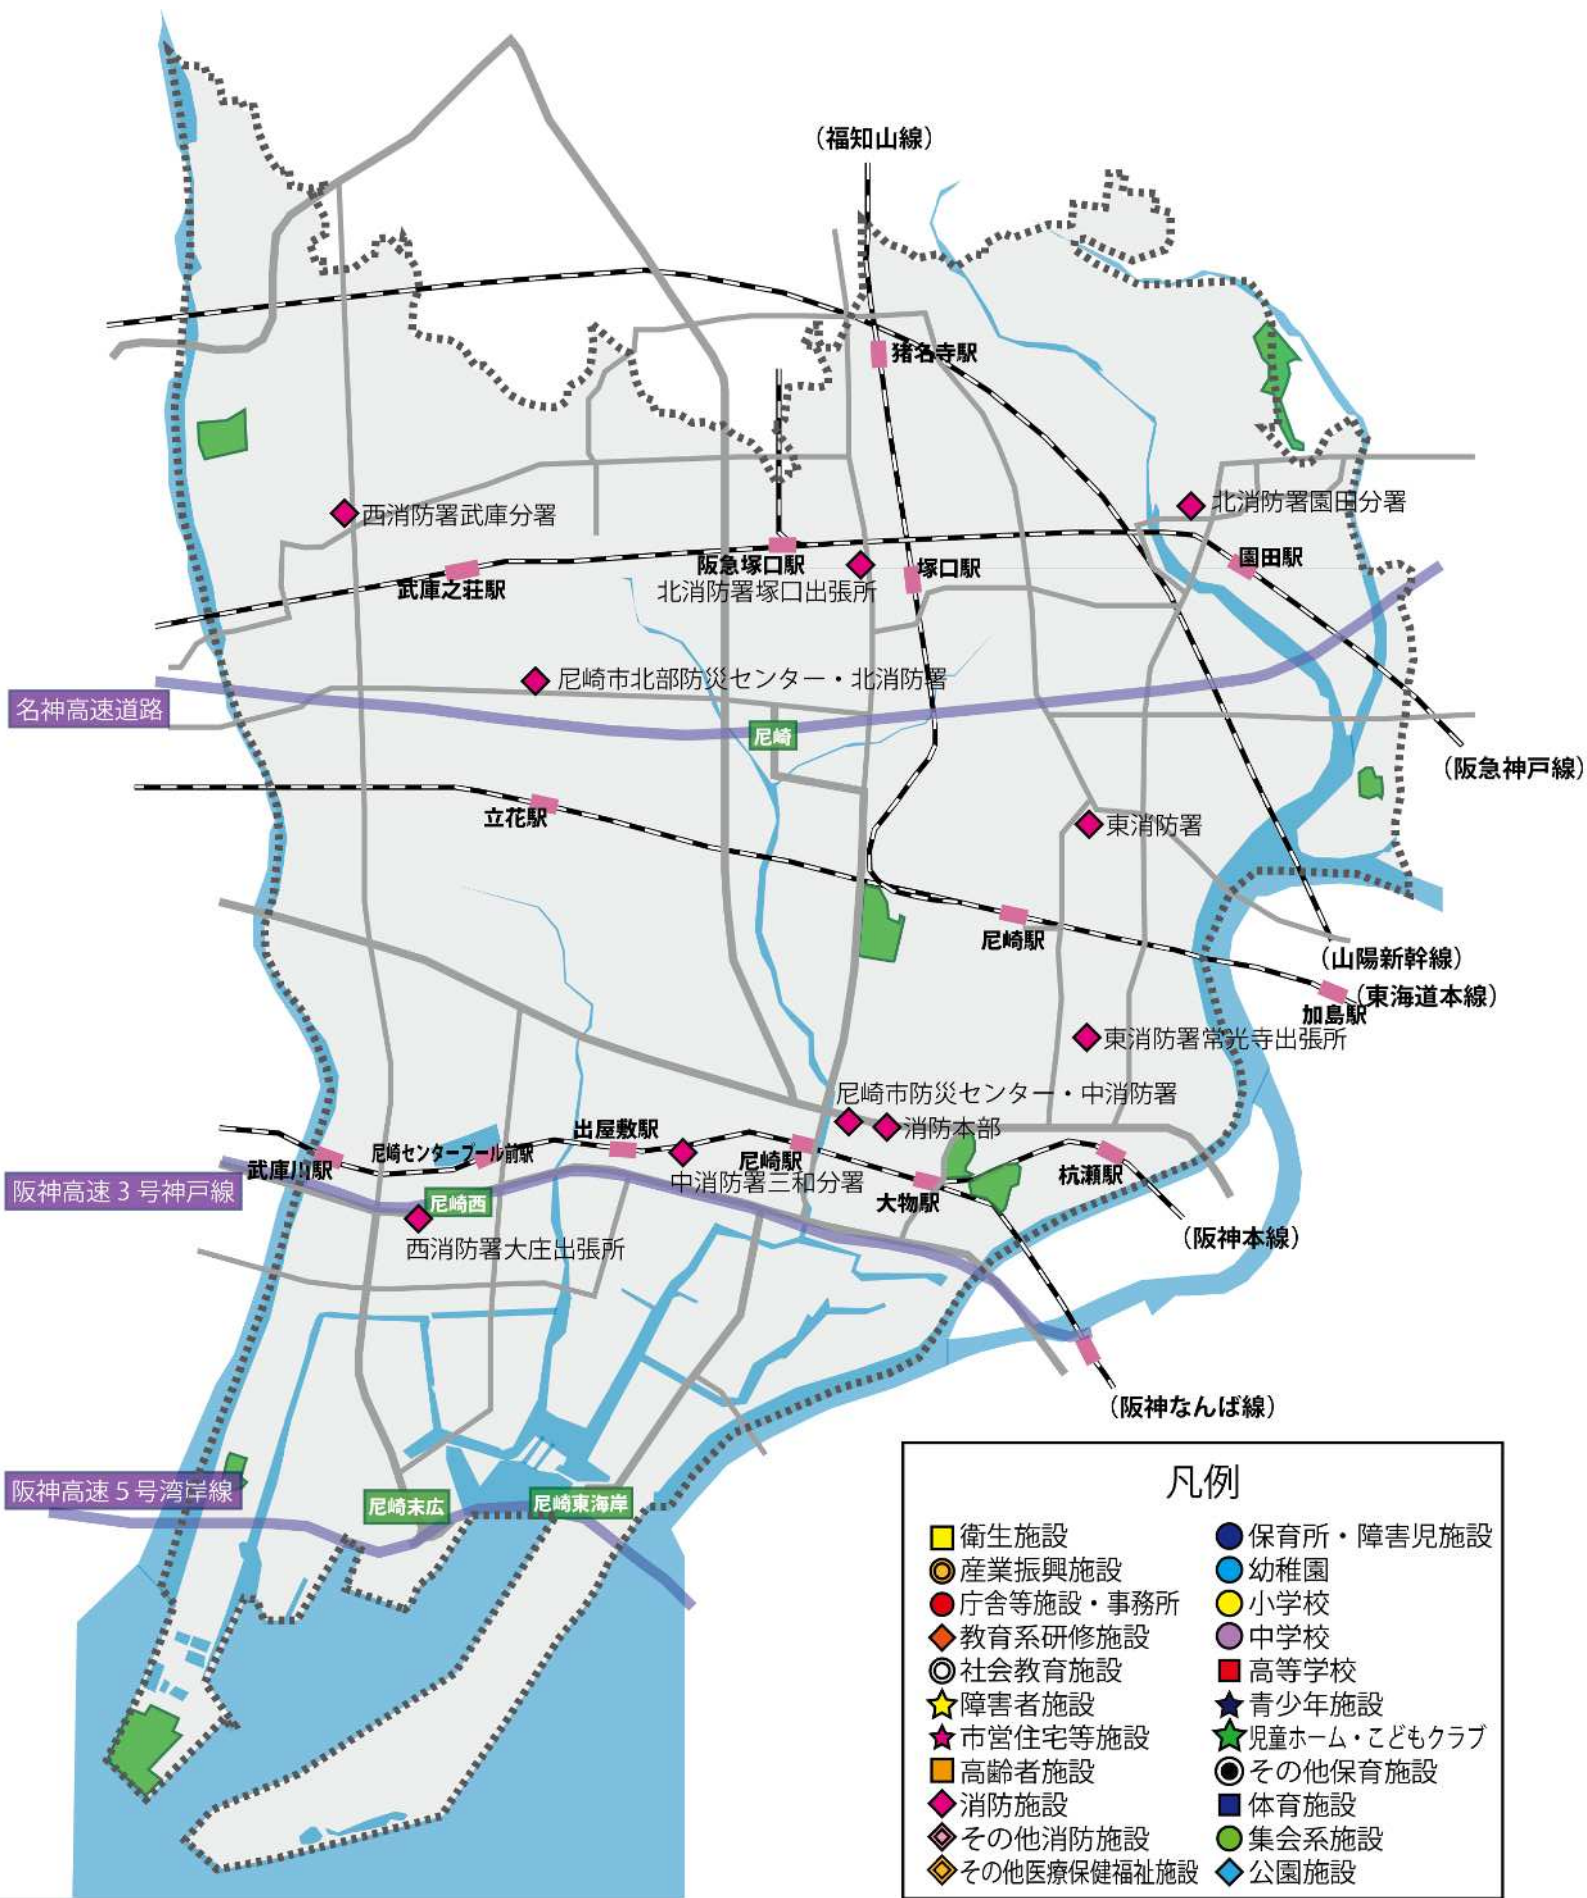 （福知山線）
猪名寺駅
西消防署武庫分署
北消防署園田分署
阪急塚口駅
塚口駅
園田駅
武庫之荘駅
北消防署塚口出張所
尼崎市北部防災センター・北消防署
名神高速道路
尼崎
（阪急神戸線）
立花駅
東消防署
尼崎駅
（山陽新幹線）
（東海道本線）
加島駅
東消防署常光寺出張所
尼崎市防災センター・中消防署
消防本部
出屋敷駅
尼崎センタープール前駅
武庫川駅
尼崎駅
杭瀬駅
中消防署三和分署
大物駅
阪神高速３号神戸線
尼崎西
（阪神本線）
西消防署大庄出張所
（阪神なんば線）
阪神高速５号湾岸線
尼崎末広
尼崎東海岸
凡例
衛生施設
産業振興施設
庁舎等施設・事務所
教育系研修施設
社会教育施設
障害者施設
市営住宅等施設
高齢者施設
消防施設
その他消防施設
その他医療保健福祉施設
保育所・障害児施設
幼稚園
小学校
中学校
高等学校
青少年施設
児童ホーム・こどもクラブ
その他保育施設
体育施設
集会系施設
公園施設